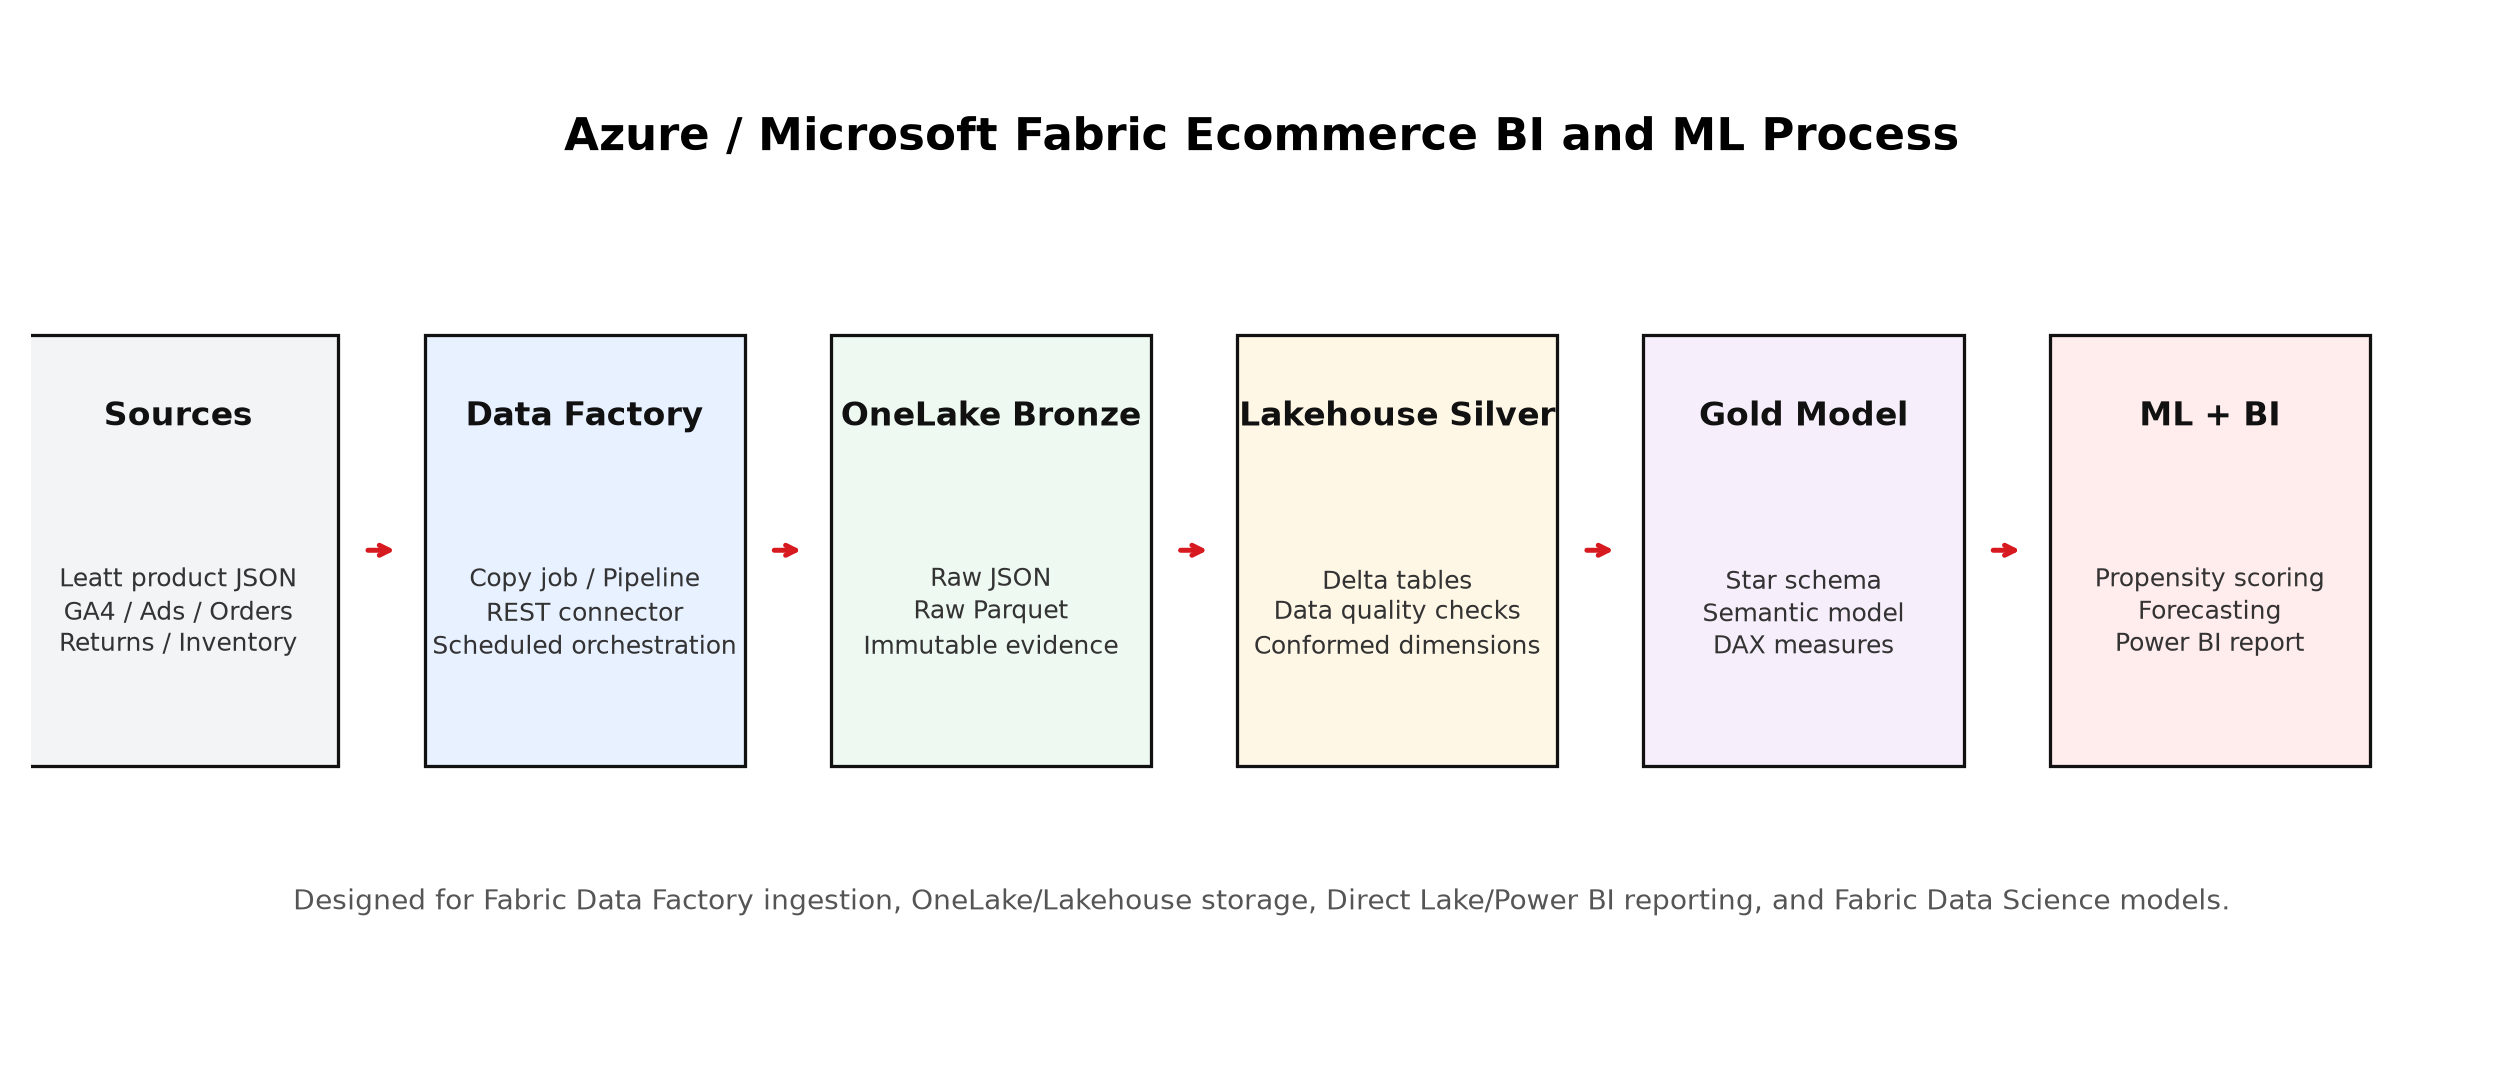 Azure / Microsoft Fabric Ecommerce BI and ML Process
Sources
Leatt product JSON
GA4 / Ads / Orders
Returns / Inventory
Data Factory
Copy job / Pipeline
REST connector
Scheduled orchestration
OneLake Bronze
Raw JSON
Raw Parquet
Immutable evidence
Lakehouse Silver
Delta tables
Data quality checks
Conformed dimensions
Gold Model
Star schema
Semantic model
DAX measures
ML + BI
Propensity scoring
Forecasting
Power BI report
Designed for Fabric Data Factory ingestion, OneLake/Lakehouse storage, Direct Lake/Power BI reporting, and Fabric Data Science models.